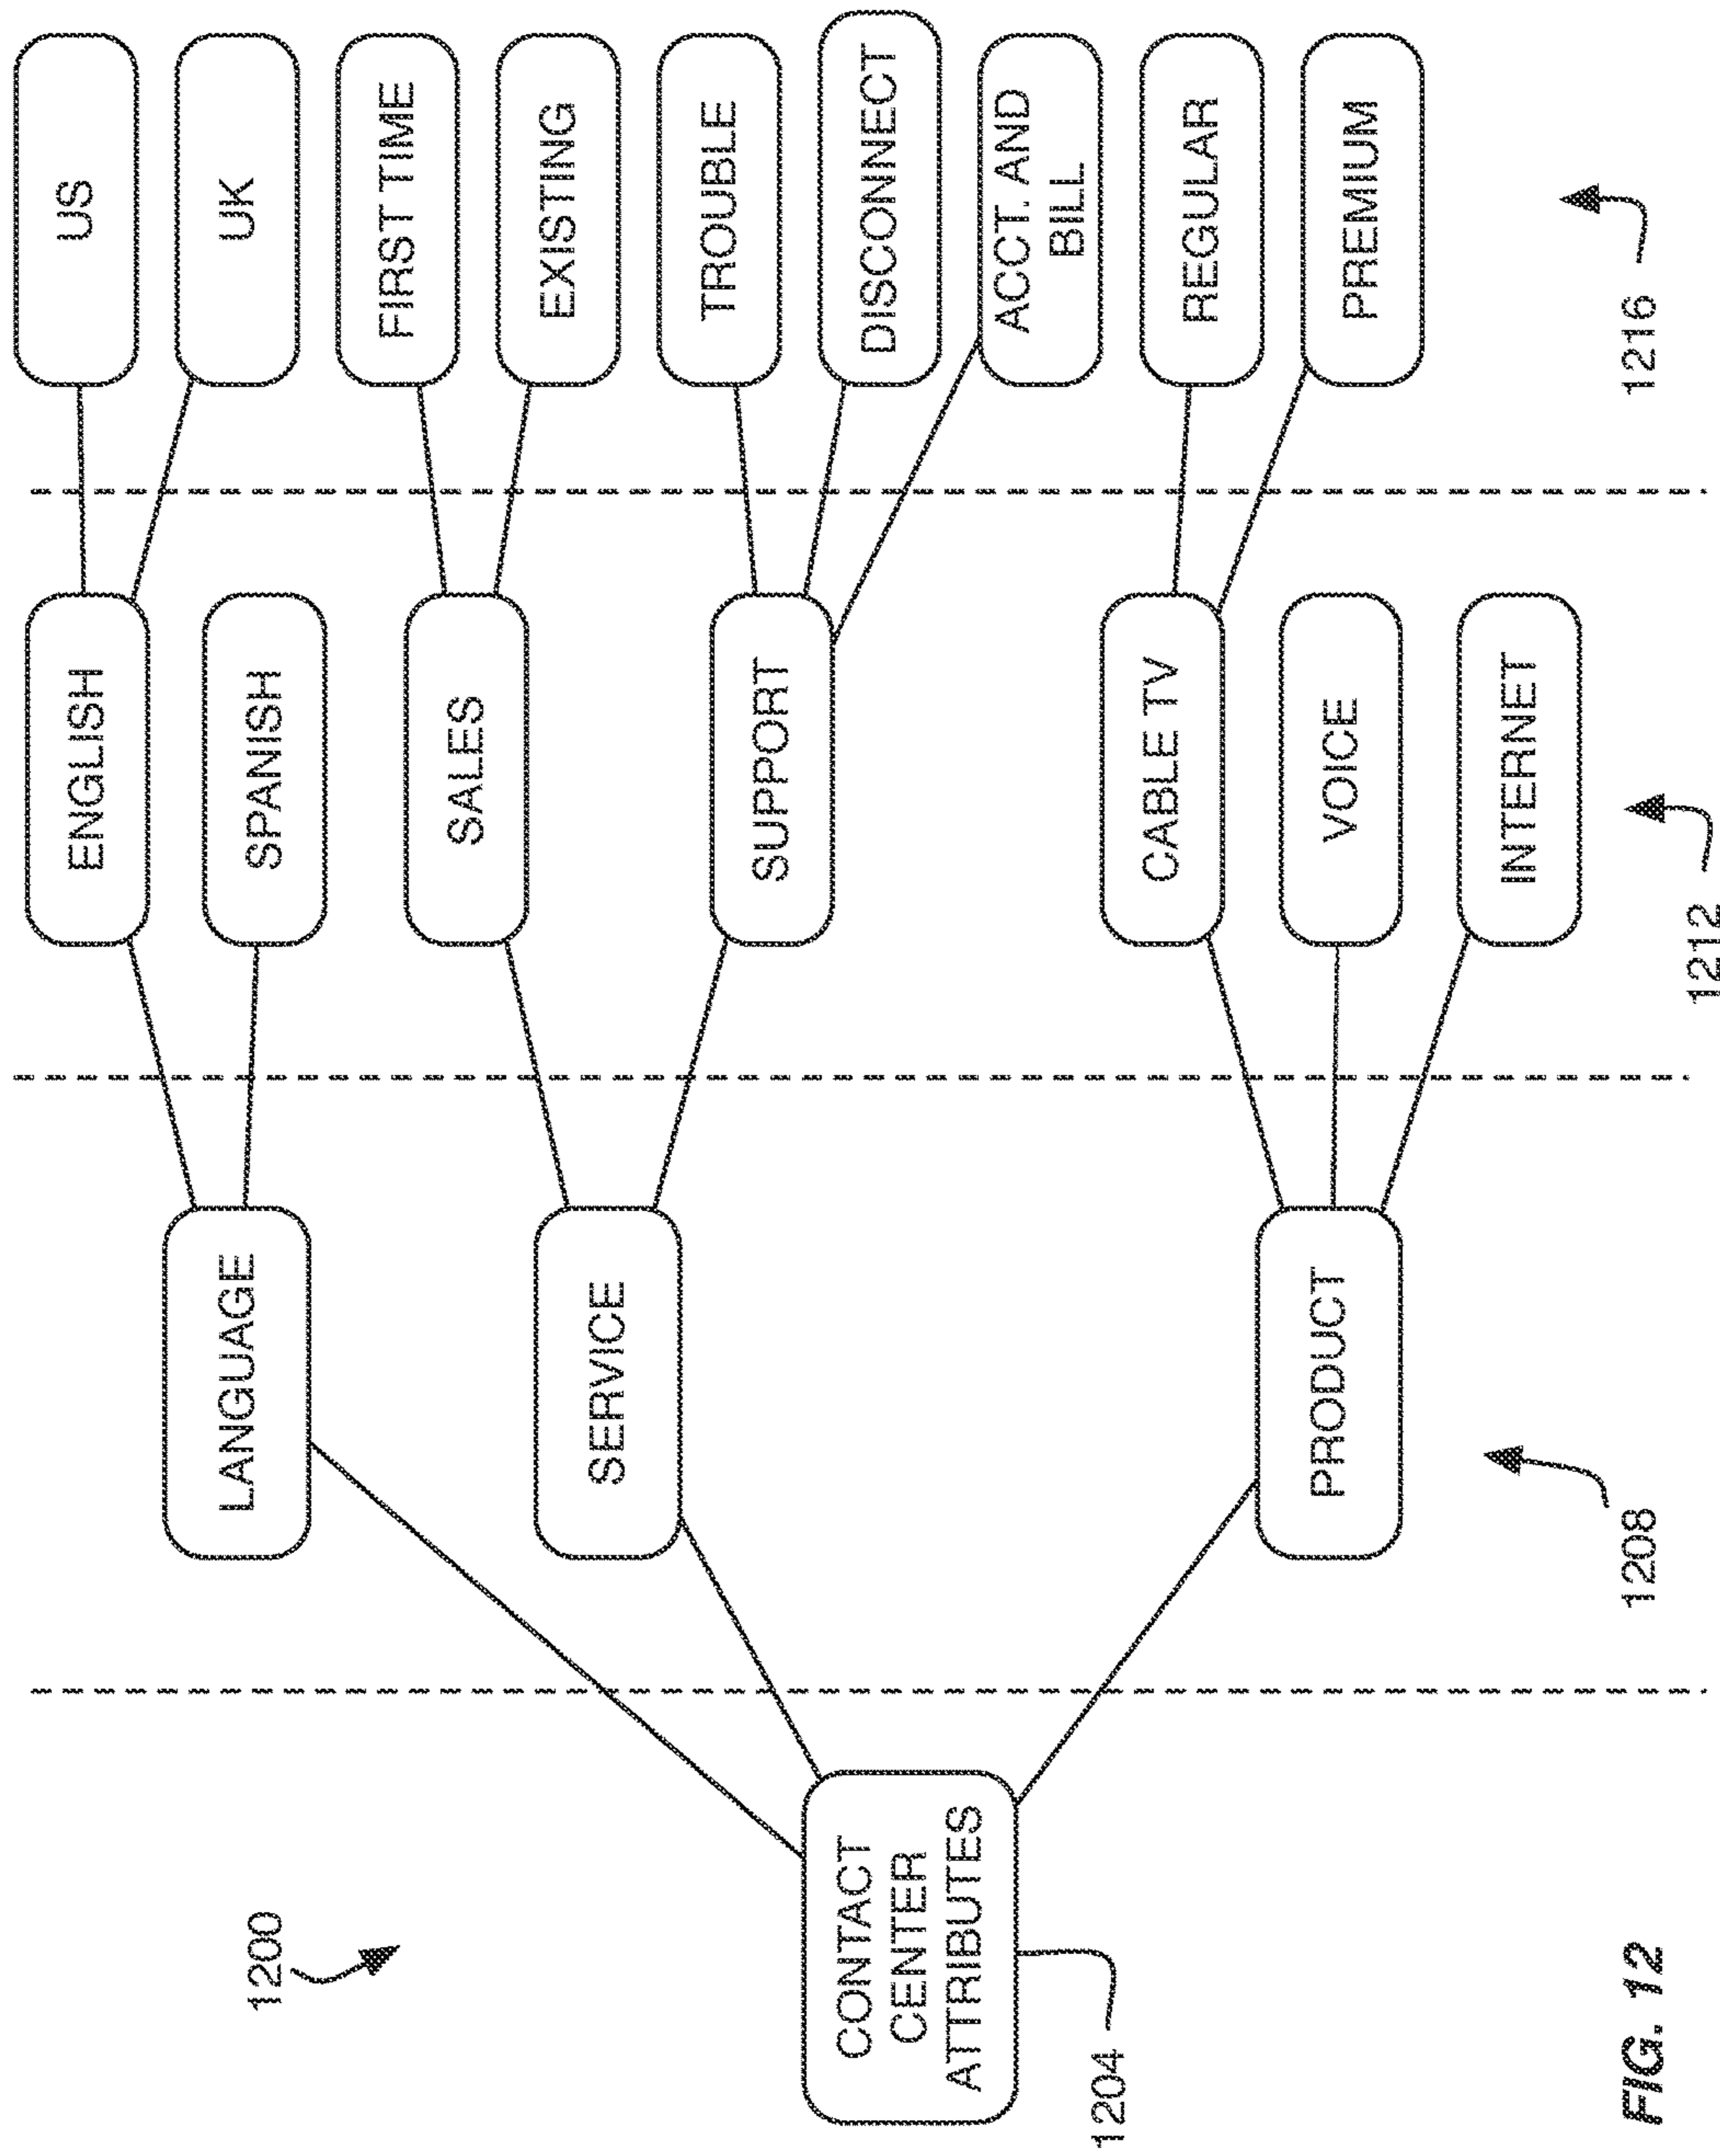 1200
CONTACT
CENTER
ATTRIBUTES
1204
LANGUAGE
SERVICE
PRODUCT
1208
ENGLISH
SPANISH
SALES
SUPPORT
CABLE TV
VOICE
INTERNET
1212
US
UK
FIRST TIME
EXISTING
TROUBLE
DISCONNECT
ACCT. AND
BILL
REGULAR
PREMIUM
1216
FIG. 12